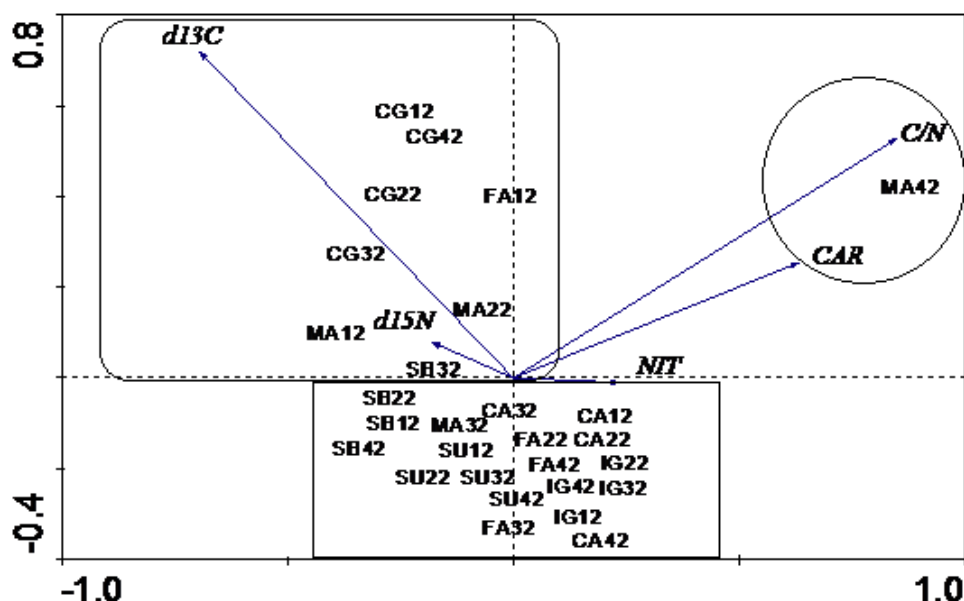 0.8
d13C
CG12
CG42
C/N
CG22
FA12
MA42
CG32
CAR
MA22
d15N
MA12
SB32
NIT
SB22
CA32
CA12
SB12
MA32
FA22
CA22
SB42
SU12
FA42
IG22
SU22
SU32
IG42
IG32
SU42
IG12
FA32
CA42
-0.4
-1.0
1.0